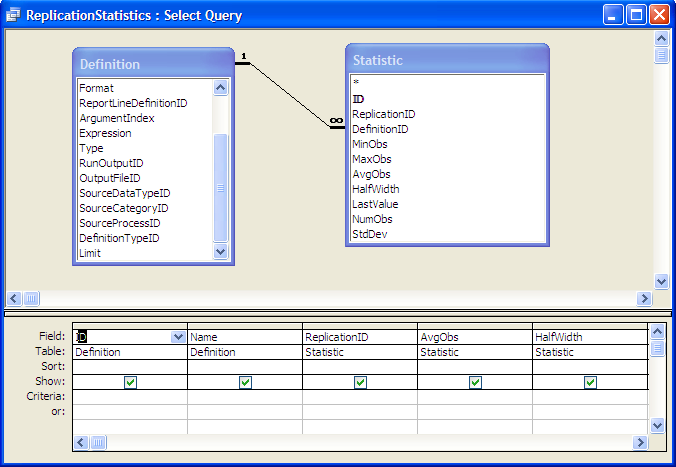 ReplicationStatistics : Select Query
Definition
Format
ReportLineDefinitionID
ArgumentIndex
Expression
Type
RunOutputID
OutputFileID
SourceDataTypeID
SourceCategoryID
SourceProcessID
DefinitionTypeID
Limit
1
∞
Statistic
*
ID
ReplicationID
DefinitionID
MinObs
MaxObs
AvgObs
HalfWidth
LastValue
NumObs
StdDev
Field: ID Name ReplicationID AvgObs HalfWidth
Table: Definition Definition Statistic Statistic Statistic
Sort:
Show:
Criteria:
or: